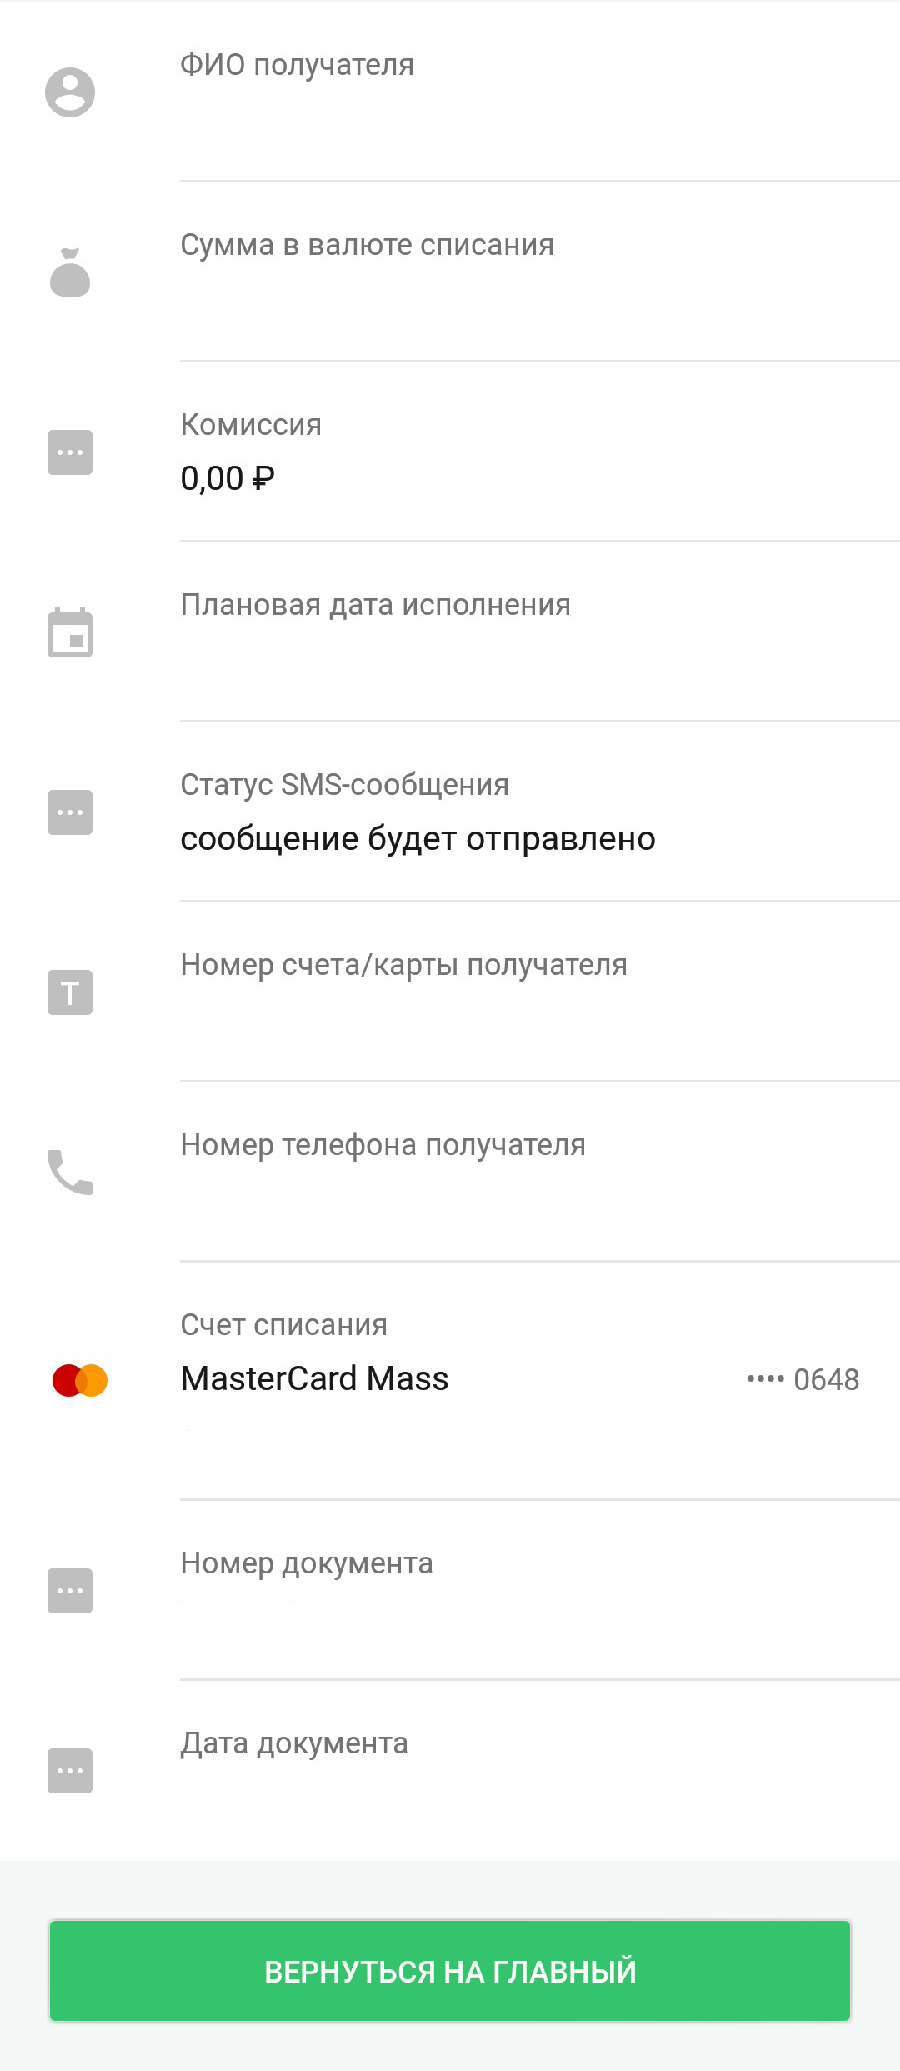 ФИО получателя
Сумма в валюте списания
Комиссия
0,00 ₽
Плановая дата исполнения
Статус SMS-сообщения
сообщение будет отправлено
Номер счета/карты получателя
T
Номер телефона получателя
Счет списания
MasterCard Mass •••• 0648
Номер документа
Дата документа
ВЕРНУТЬСЯ НА ГЛАВНЫЙ